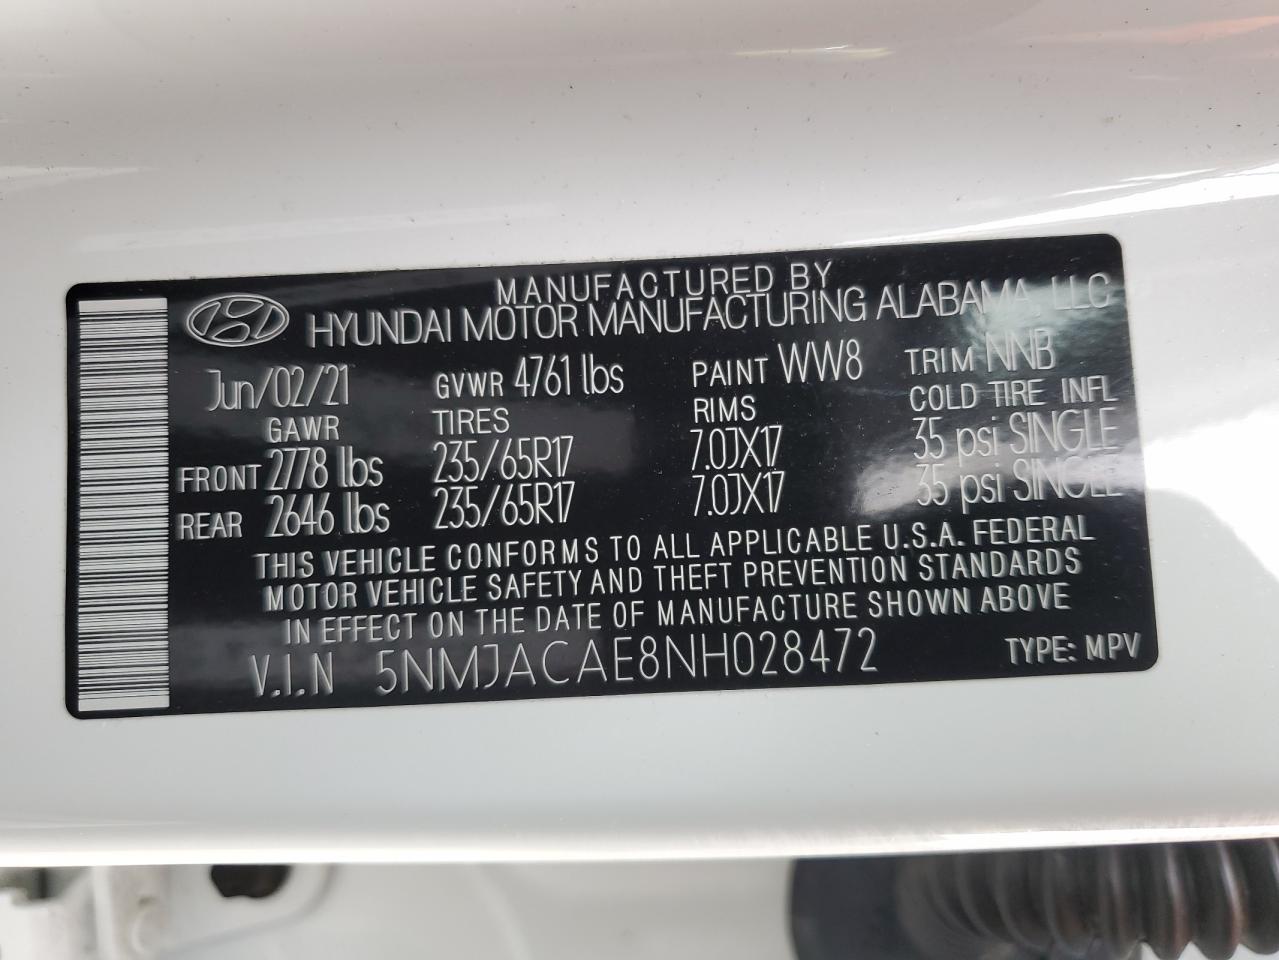 MANUFACTURED BY
HYUNDAI MOTOR MANUFACTURING ALABAMA, LLC
Jun/02/21 GVWR 4761 lbs PAINT WW8 TRIM NNB
GAWR TIRES RIMS COLD TIRE INFL
FRONT 2778 lbs 235/65R17 7.0JX17 35 psi SINGLE
REAR 2646 lbs 235/65R17 7.0JX17 35 psi SINGLE
THIS VEHICLE CONFORMS TO ALL APPLICABLE U.S.A. FEDERAL
MOTOR VEHICLE SAFETY AND THEFT PREVENTION STANDARDS
IN EFFECT ON THE DATE OF MANUFACTURE SHOWN ABOVE
V.I.N 5NMJACAE8NH028472 TYPE: MPV